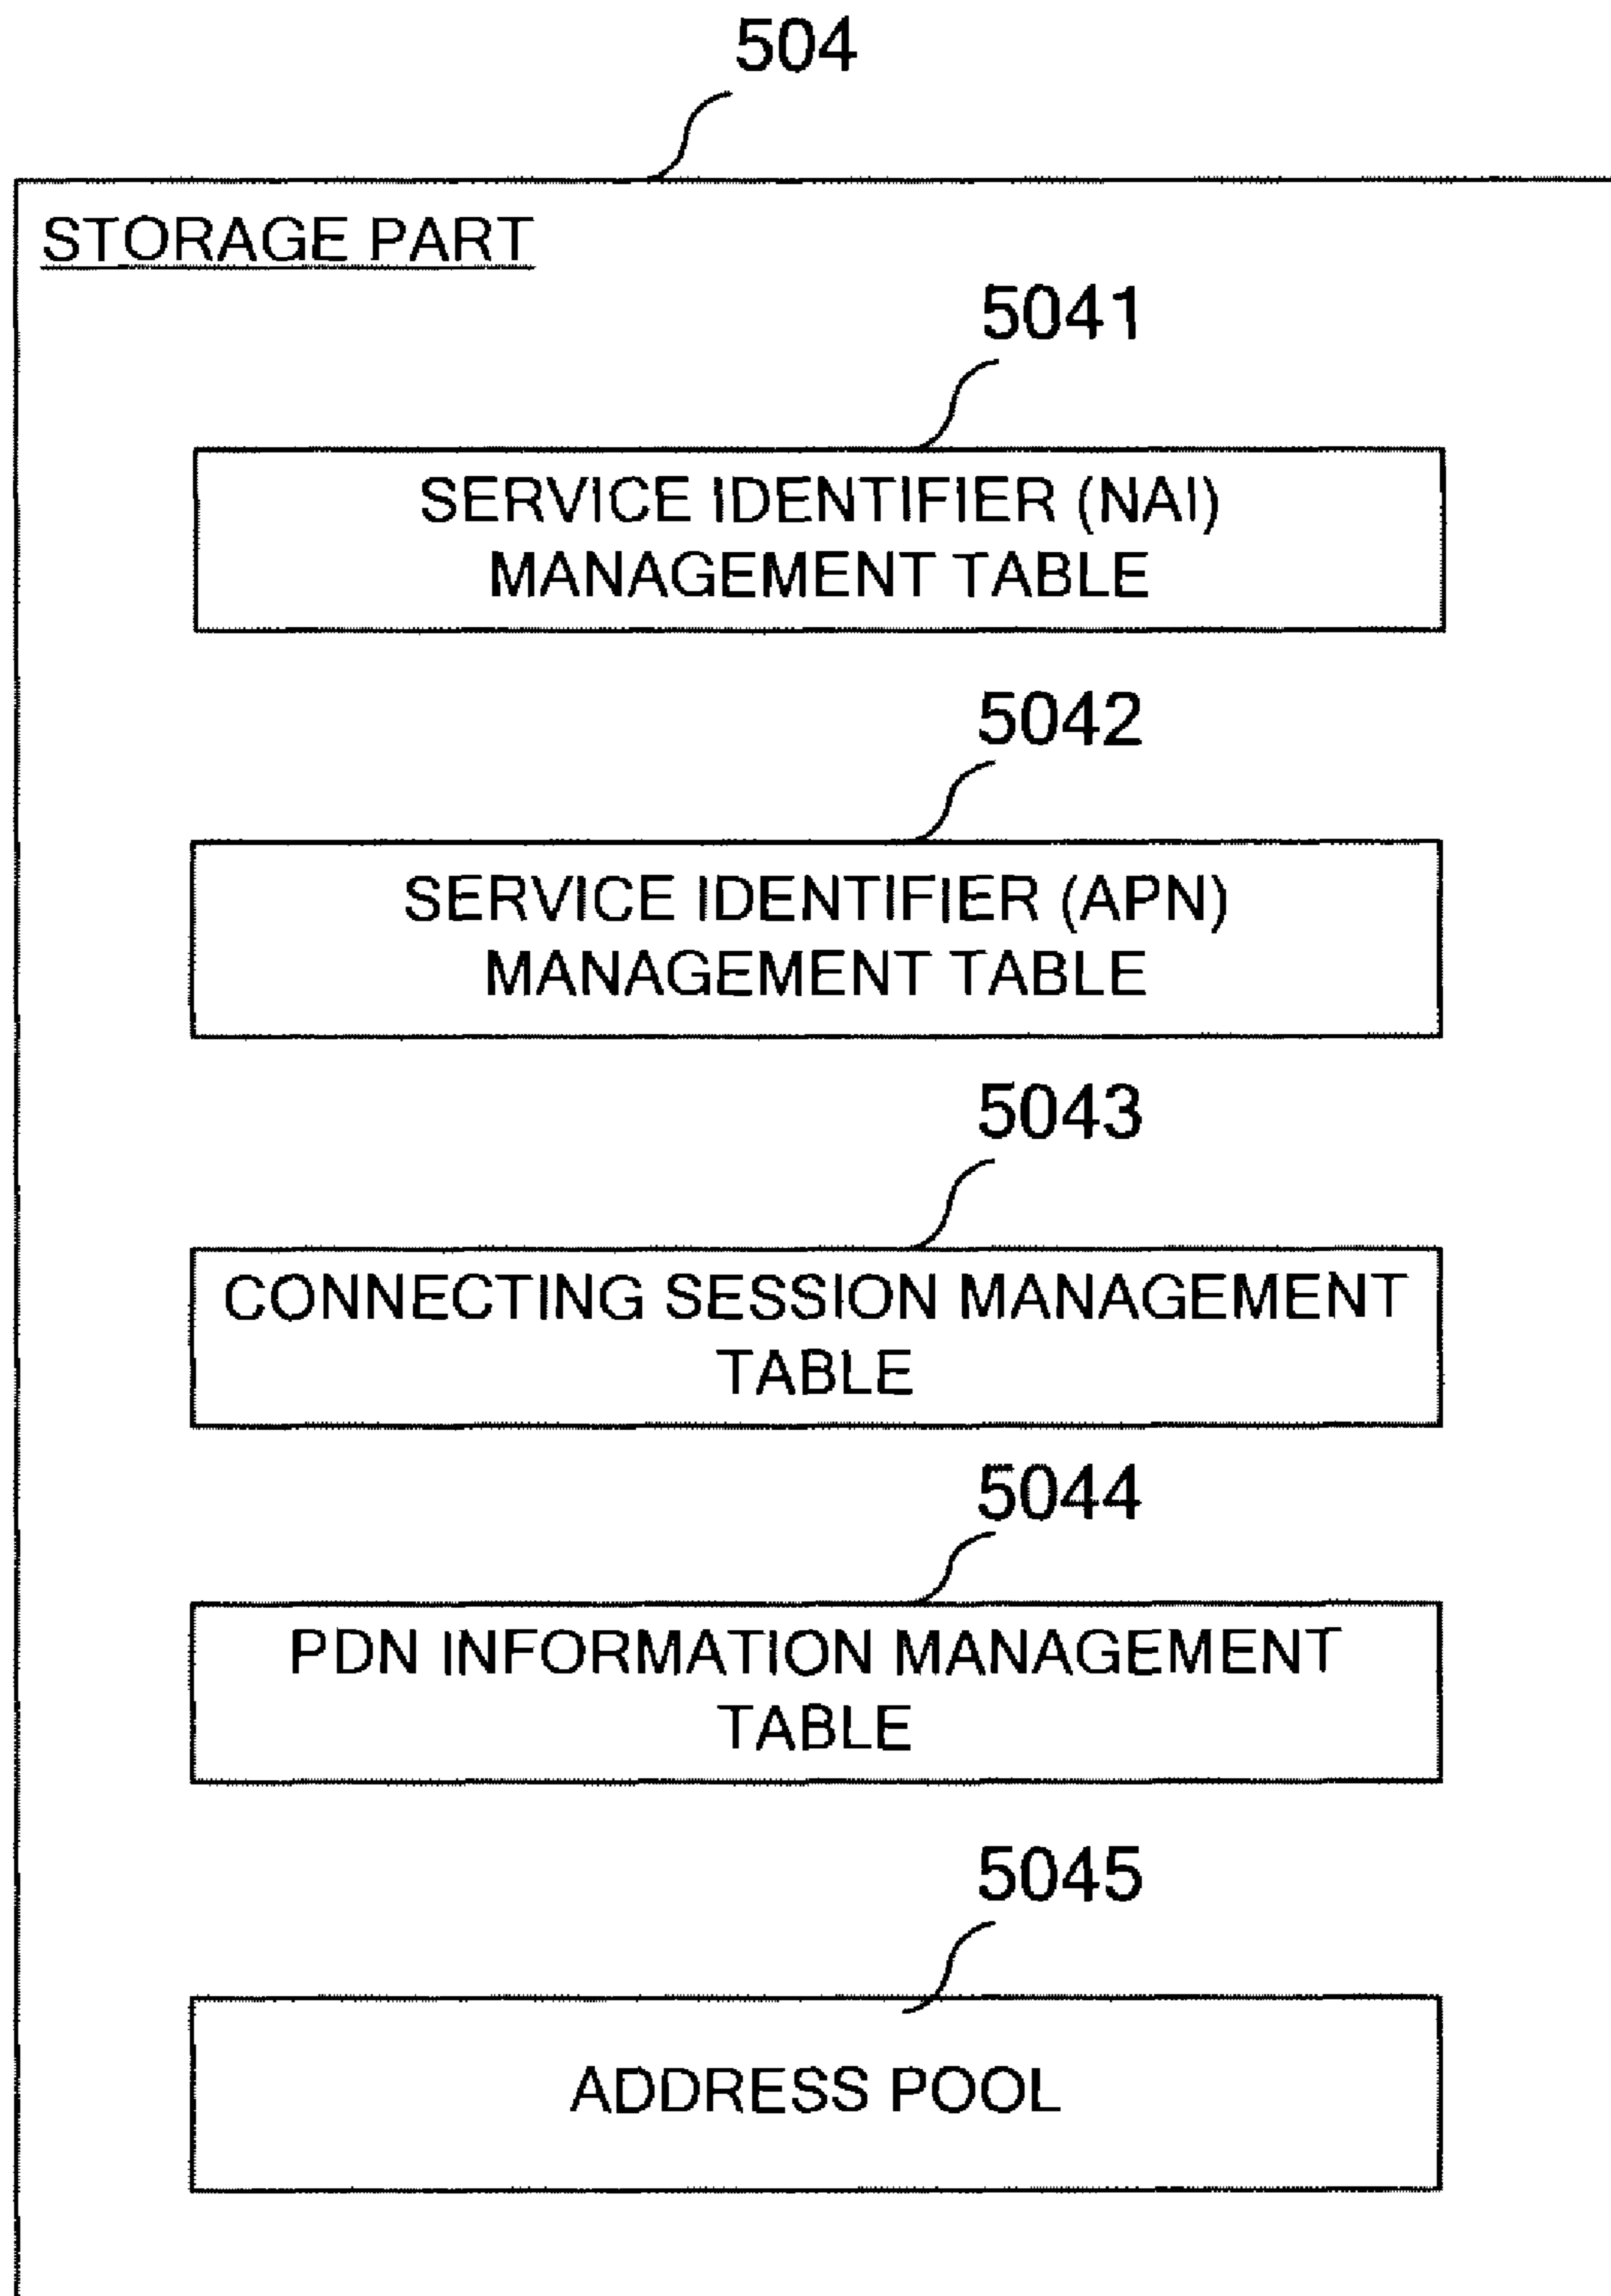 504
STORAGE PART
5041
SERVICE IDENTIFIER (NAI)
MANAGEMENT TABLE
5042
SERVICE IDENTIFIER (APN)
MANAGEMENT TABLE
5043
CONNECTING SESSION MANAGEMENT
TABLE
5044
PDN INFORMATION MANAGEMENT
TABLE
5045
ADDRESS POOL